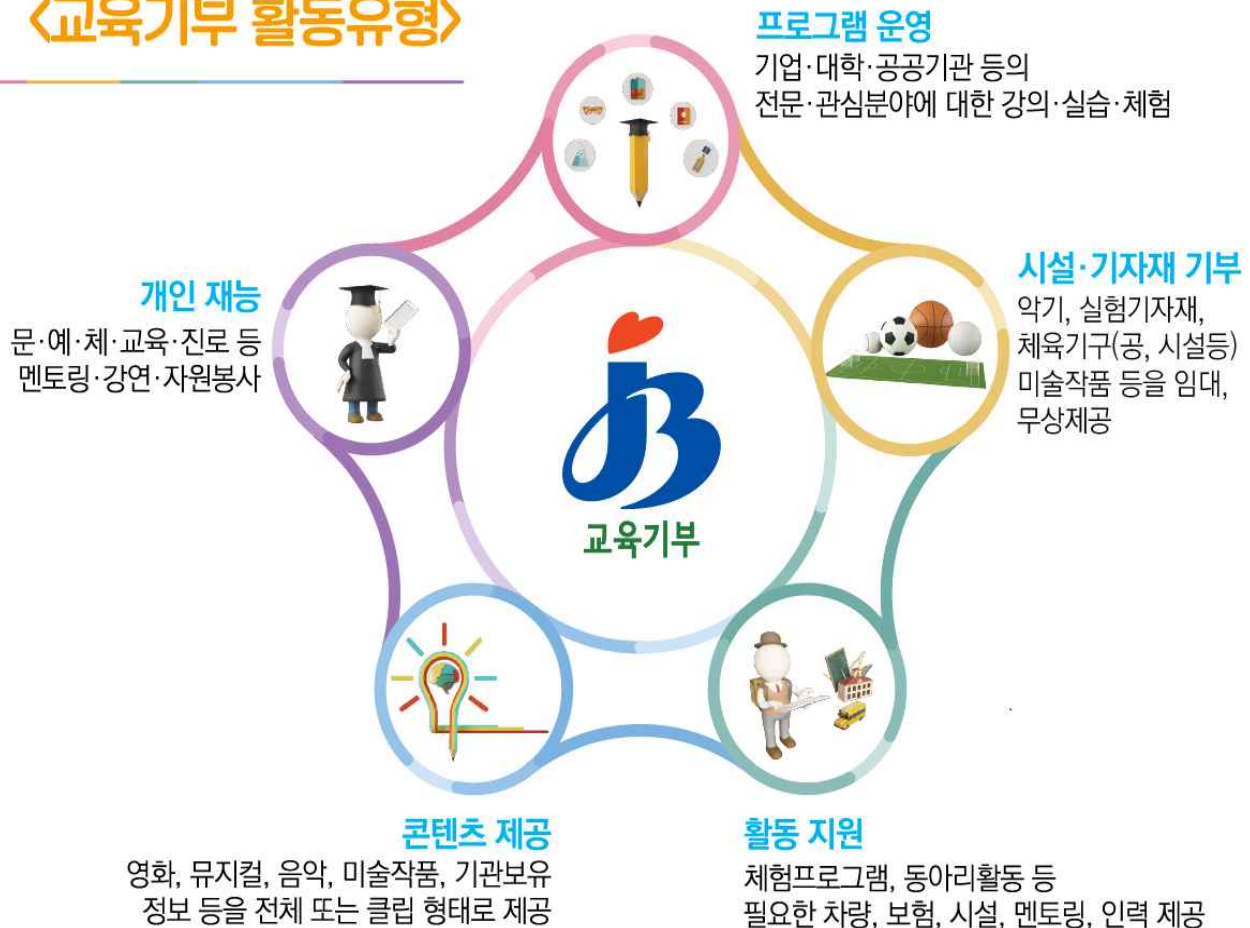 <교육기부 활동유형>
프로그램 운영
기업·대학·공공기관 등의
전문·관심분야에 대한 강의·실습·체험
시설·기자재 기부
악기, 실험기자재,
체육기구(공, 시설등)
미술작품 등을 임대,
무상제공
개인 재능
문·예·체·교육·진로 등
멘토링·강연·자원봉사
JB
교육기부
콘텐츠 제공
영화, 뮤지컬, 음악, 미술작품, 기관보유
정보 등을 전체 또는 클립 형태로 제공
활동 지원
체험프로그램, 동아리활동 등
필요한 차량, 보험, 시설, 멘토링, 인력 제공